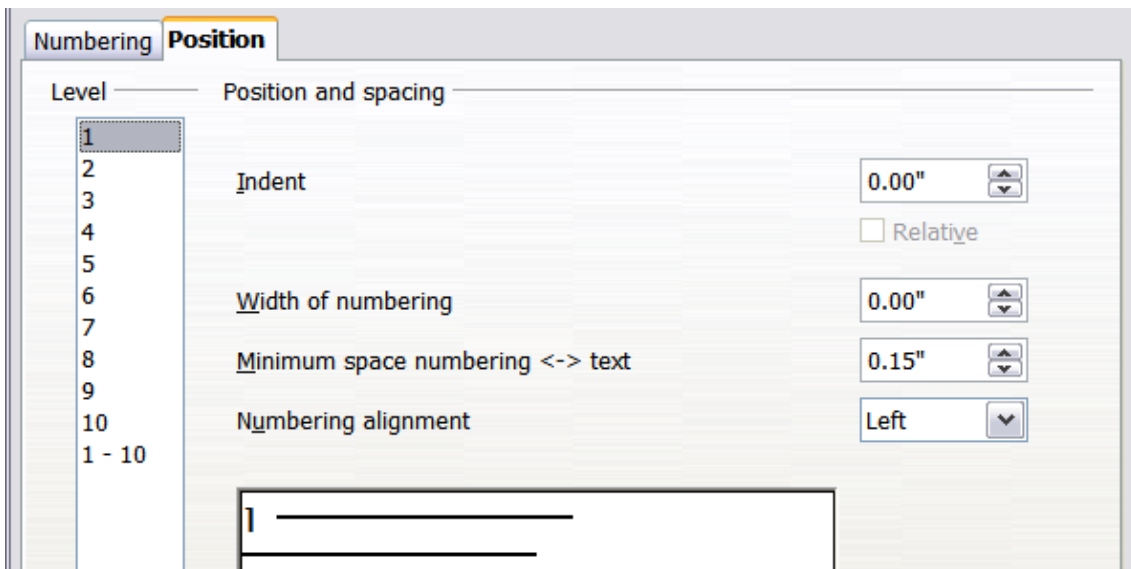 Numbering Position
Level Position and spacing
1
2
3
4
5
6
7
8
9
10
1 - 10
Indent 0.00"
Relative
Width of numbering 0.00"
Minimum space numbering <-> text 0.15"
Numbering alignment Left
1